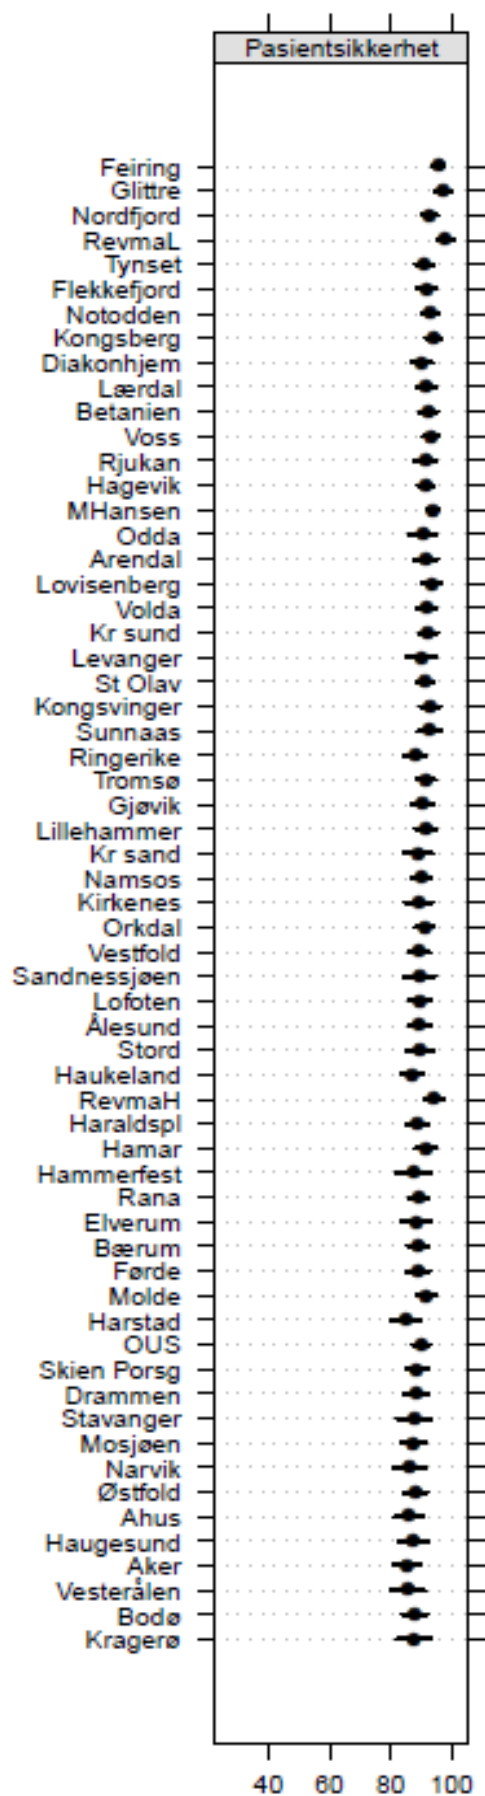 Pasientsikkerhet
Feiring
Glittre
Nordfjord
RevmaL
Tynset
Flekkefjord
Notodden
Kongsberg
Diakonhjem
Lærdal
Betanien
Voss
Rjukan
Hagevik
MHansen
Odda
Arendal
Lovisenberg
Volda
Kr sund
Levanger
St Olav
Kongsvinger
Sunnaas
Ringerike
Tromsø
Gjøvik
Lillehammer
Kr sand
Namsos
Kirkenes
Orkdal
Vestfold
Sandnessjøen
Lofoten
Ålesund
Stord
Haukeland
RevmaH
Haraldspl
Hamar
Hammerfest
Rana
Elverum
Bærum
Førde
Molde
Harstad
OUS
Skien Porsg
Drammen
Stavanger
Mosjøen
Narvik
Østfold
Ahus
Haugesund
Aker
Vesterålen
Bodø
Kragerø
40 60 80 100